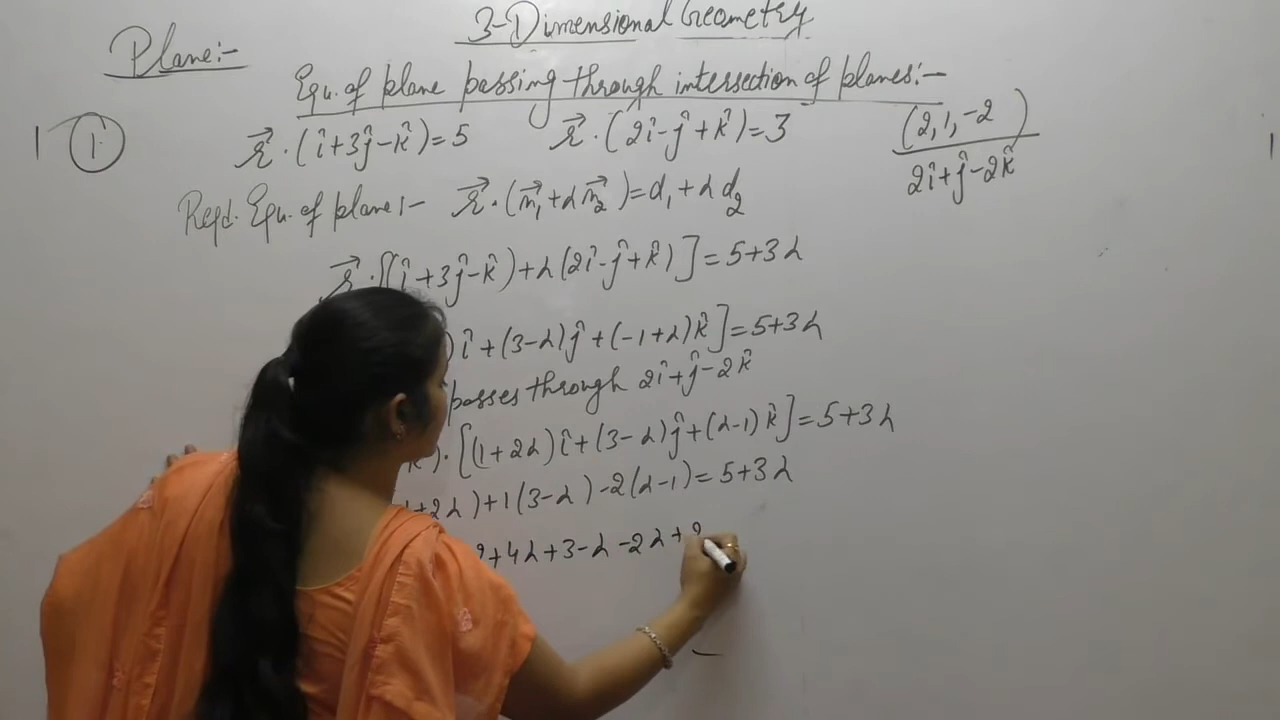 3-Dimensional Geometry
Plane:-
Equ. of plane passing through intersection of planes:-
(i) r⃗·(î+3ĵ-k̂)=5 r⃗·(2î-ĵ+k̂)=3 (2,1,-2)
2î+ĵ-2k̂
Reqd. Equ. of plane:- r⃗·(n⃗₁+λn⃗₂)=d₁+λd₂
r⃗·[(î+3ĵ-k̂)+λ(2î-ĵ+k̂)]=5+3λ
)î+(3-λ)ĵ+(-1+λ)k̂]=5+3λ
passes through 2î+ĵ-2k̂
k̂)·[(1+2λ)î+(3-λ)ĵ+(λ-1)k̂]=5+3λ
+2λ)+1(3-λ)-2(λ-1)=5+3λ
+4λ+3-λ-2λ+